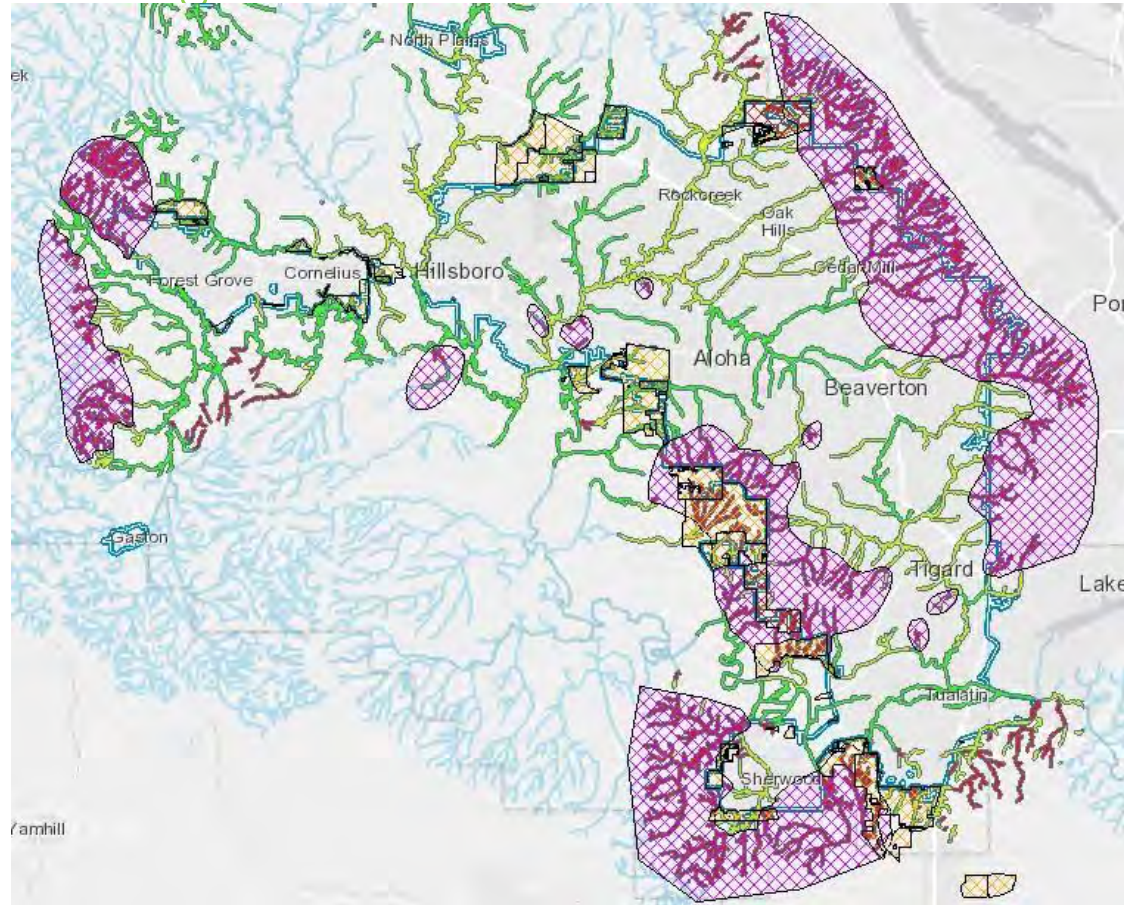 North Plains
ek
Rockcreek
Oak
Hills
Forest Grove
Cornelius
Hillsboro
Cedar Mill
Por
Aloha
Beaverton
Gaston
Tigard
Lake
Tualatin
Sherwood
Yamhill